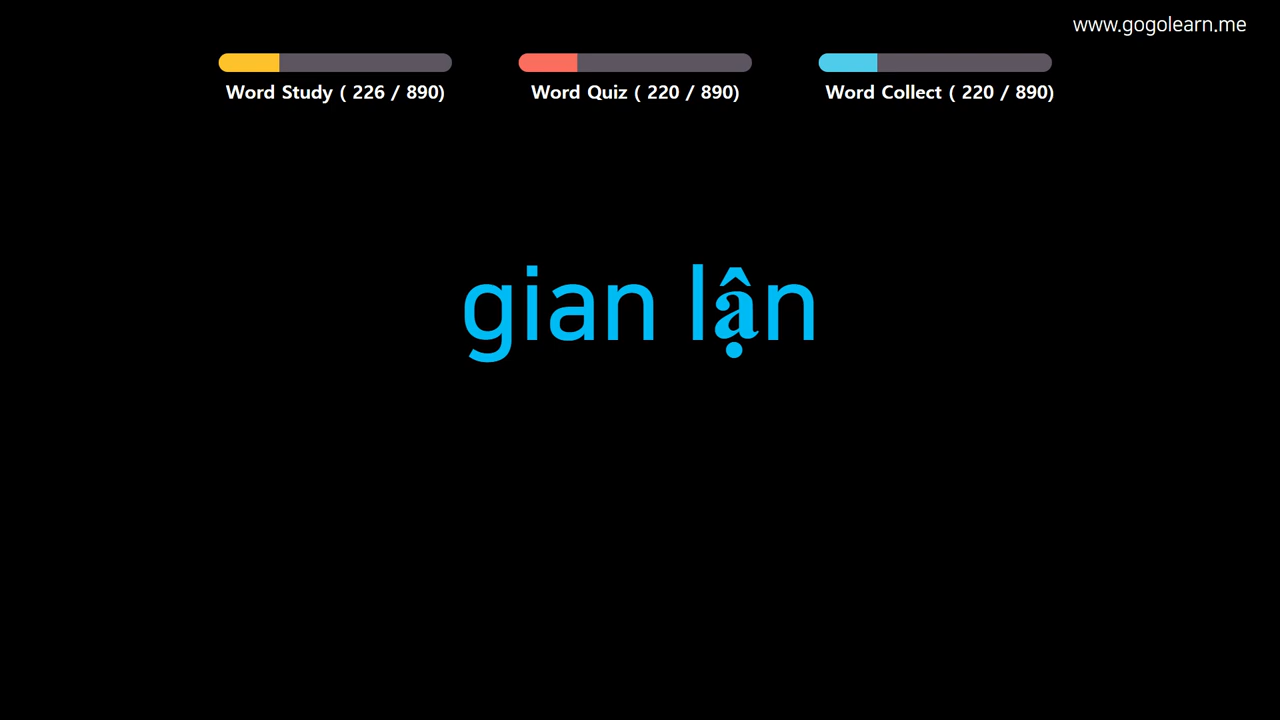 www.gogolearn.me
Word Study ( 226 / 890)
Word Quiz ( 220 / 890)
Word Collect ( 220 / 890)
gian lận